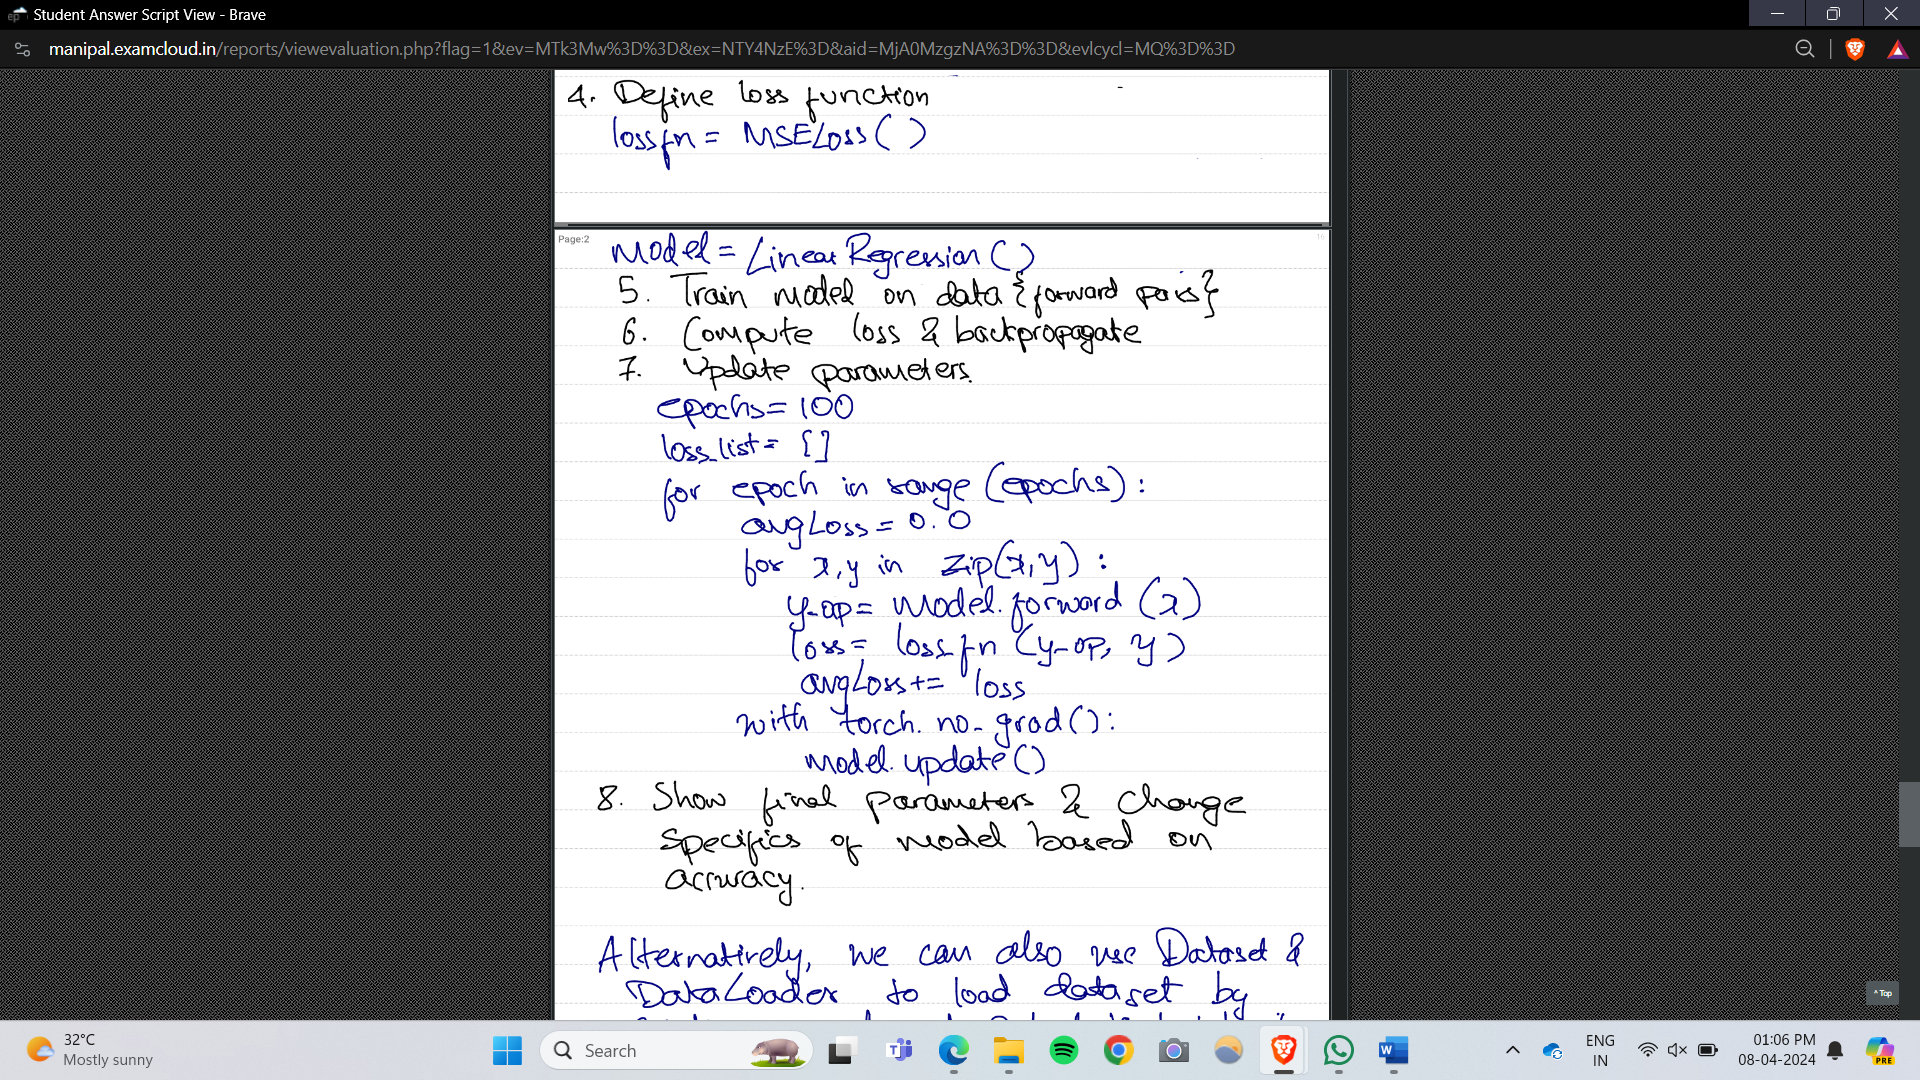 Student Answer Script View - Brave
manipal.examcloud.in/reports/viewevaluation.php?flag=1&ev=MTk3Mw%3D%3D&ex=NTY4NzE%3D&aid=MjA0MzgzNA%3D%3D&evlcycl=MQ%3D%3D
4. Define loss function
lossfn = MSELoss()
Page:2
16
Model = LinearRegression()
5. Train model on data {forward pass}
6. Compute loss & backpropagate
7. Update parameters.
epochs = 100
loss_list = []
for epoch in range (epochs):
avgLoss = 0.0
for x,y in zip(x,y):
y_op = model.forward (x)
loss = loss_fn (y_op, y)
avgLoss += loss
with torch.no_grad():
model.update()
8. Show final parameters & change
specifics of model based on
accuracy.
Alternatively, we can also use Dataset &
DataLoader to load dataset by
^ Top
32°C
Mostly sunny
Search
ENG
IN
01:06 PM
08-04-2024
PRE